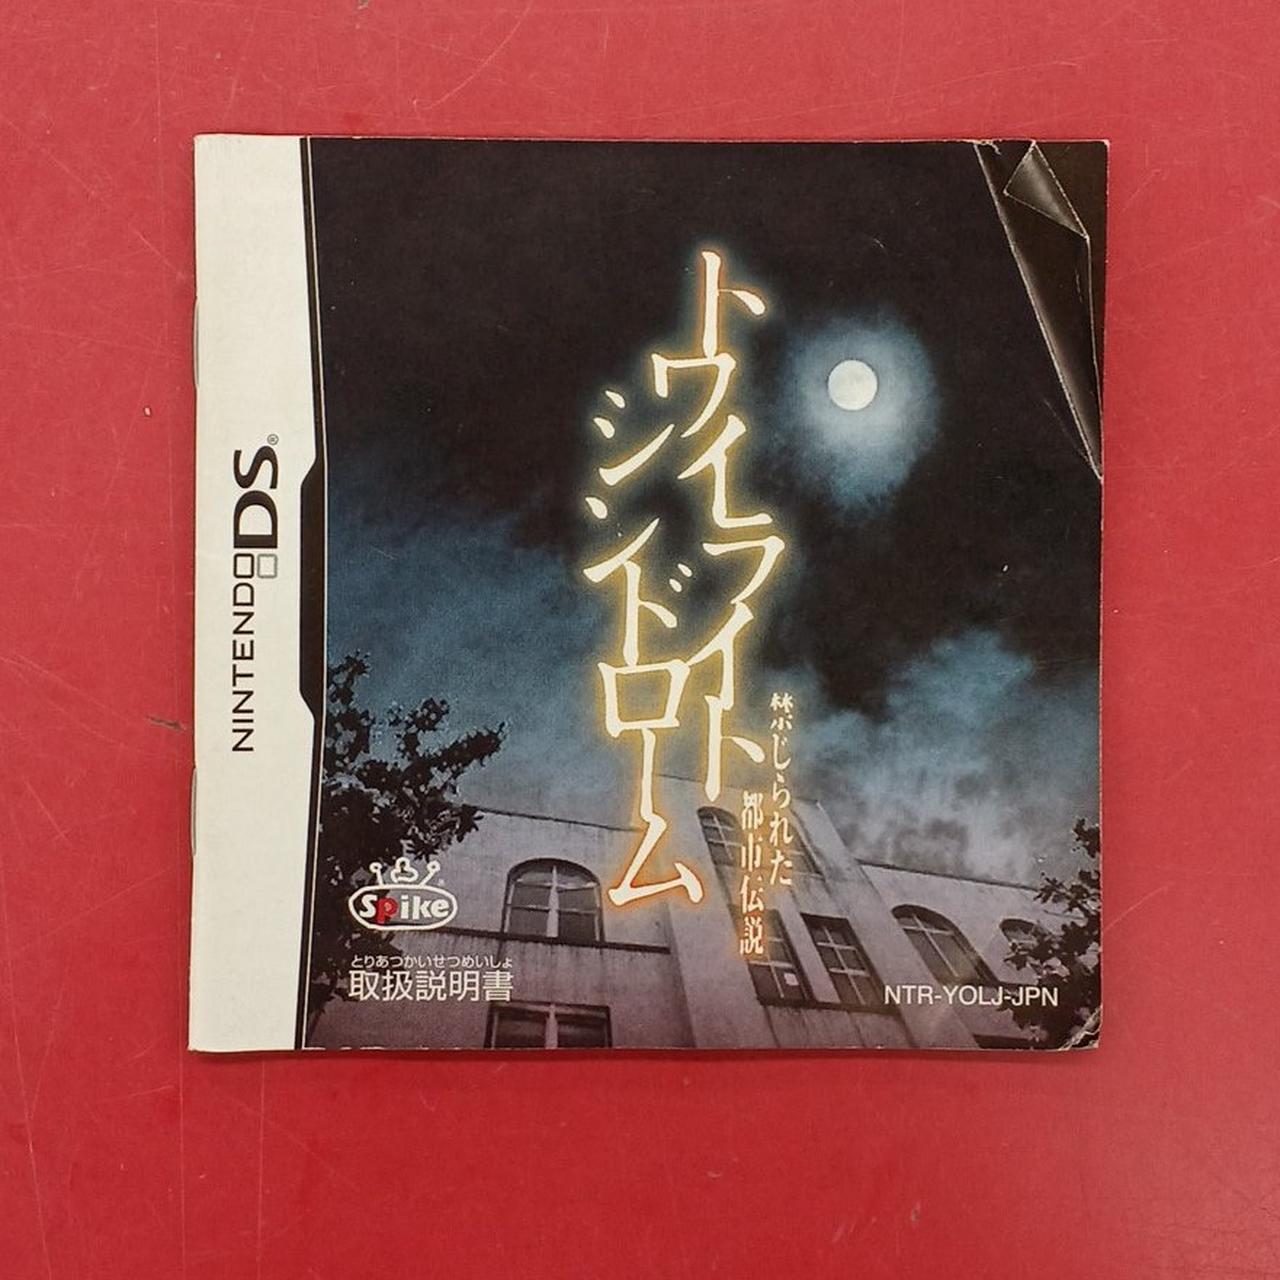 NINTENDO DS®
トワイライト
シンドローム
禁じられた
都市伝説
Spike
とりあつかいせつめいしょ
取扱説明書
NTR-YOLJ-JPN